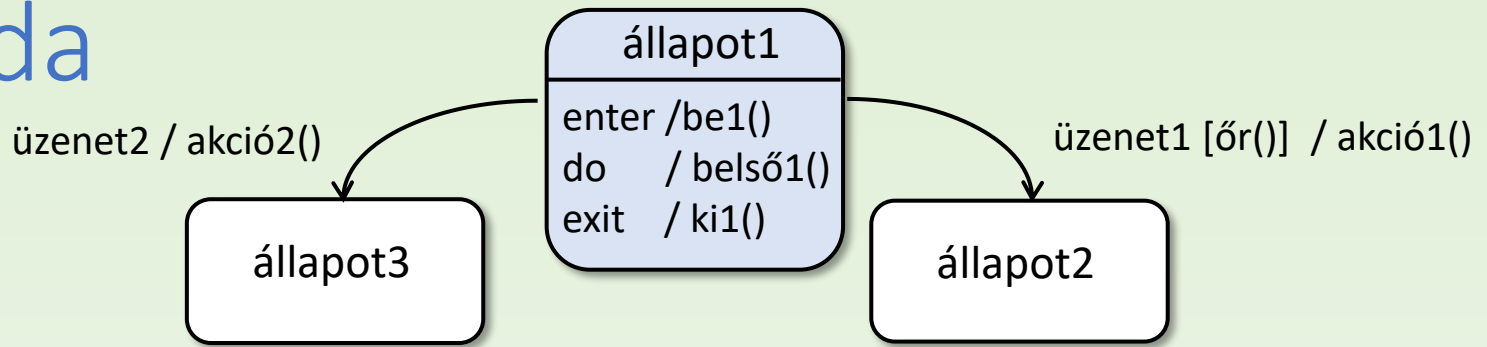 da
állapot1
enter /be1()
do / belső1()
exit / ki1()
üzenet2 / akció2()
üzenet1 [őr()] / akció1()
állapot3
állapot2